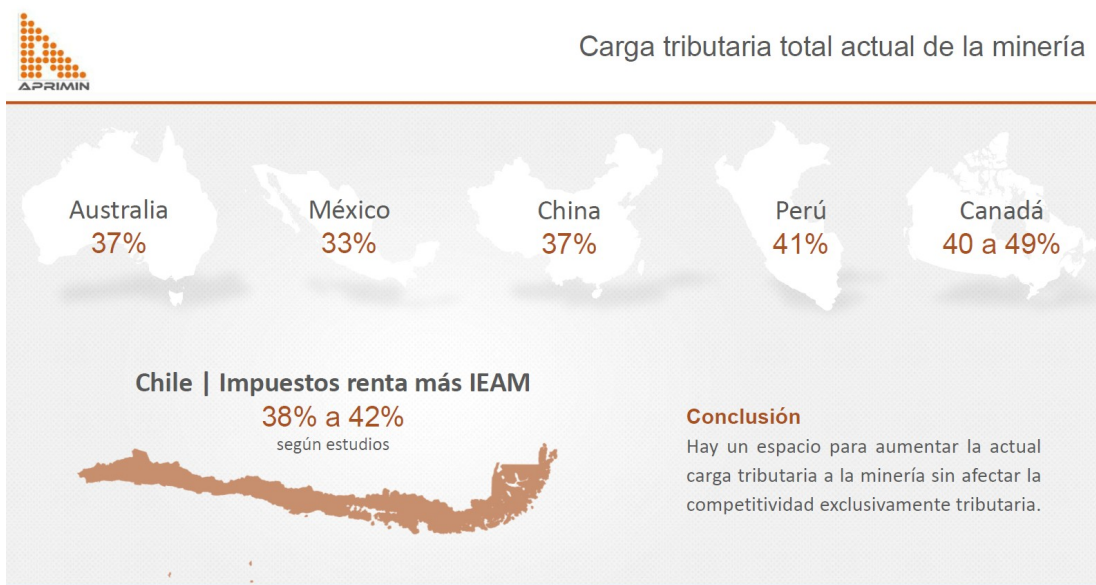 APRIMIN
Carga tributaria total actual de la minería
Australia
37%
México
33%
China
37%
Perú
41%
Canadá
40 a 49%
Chile | Impuestos renta más IEAM
38% a 42%
según estudios
Conclusión
Hay un espacio para aumentar la actual
carga tributaria a la minería sin afectar la
competitividad exclusivamente tributaria.